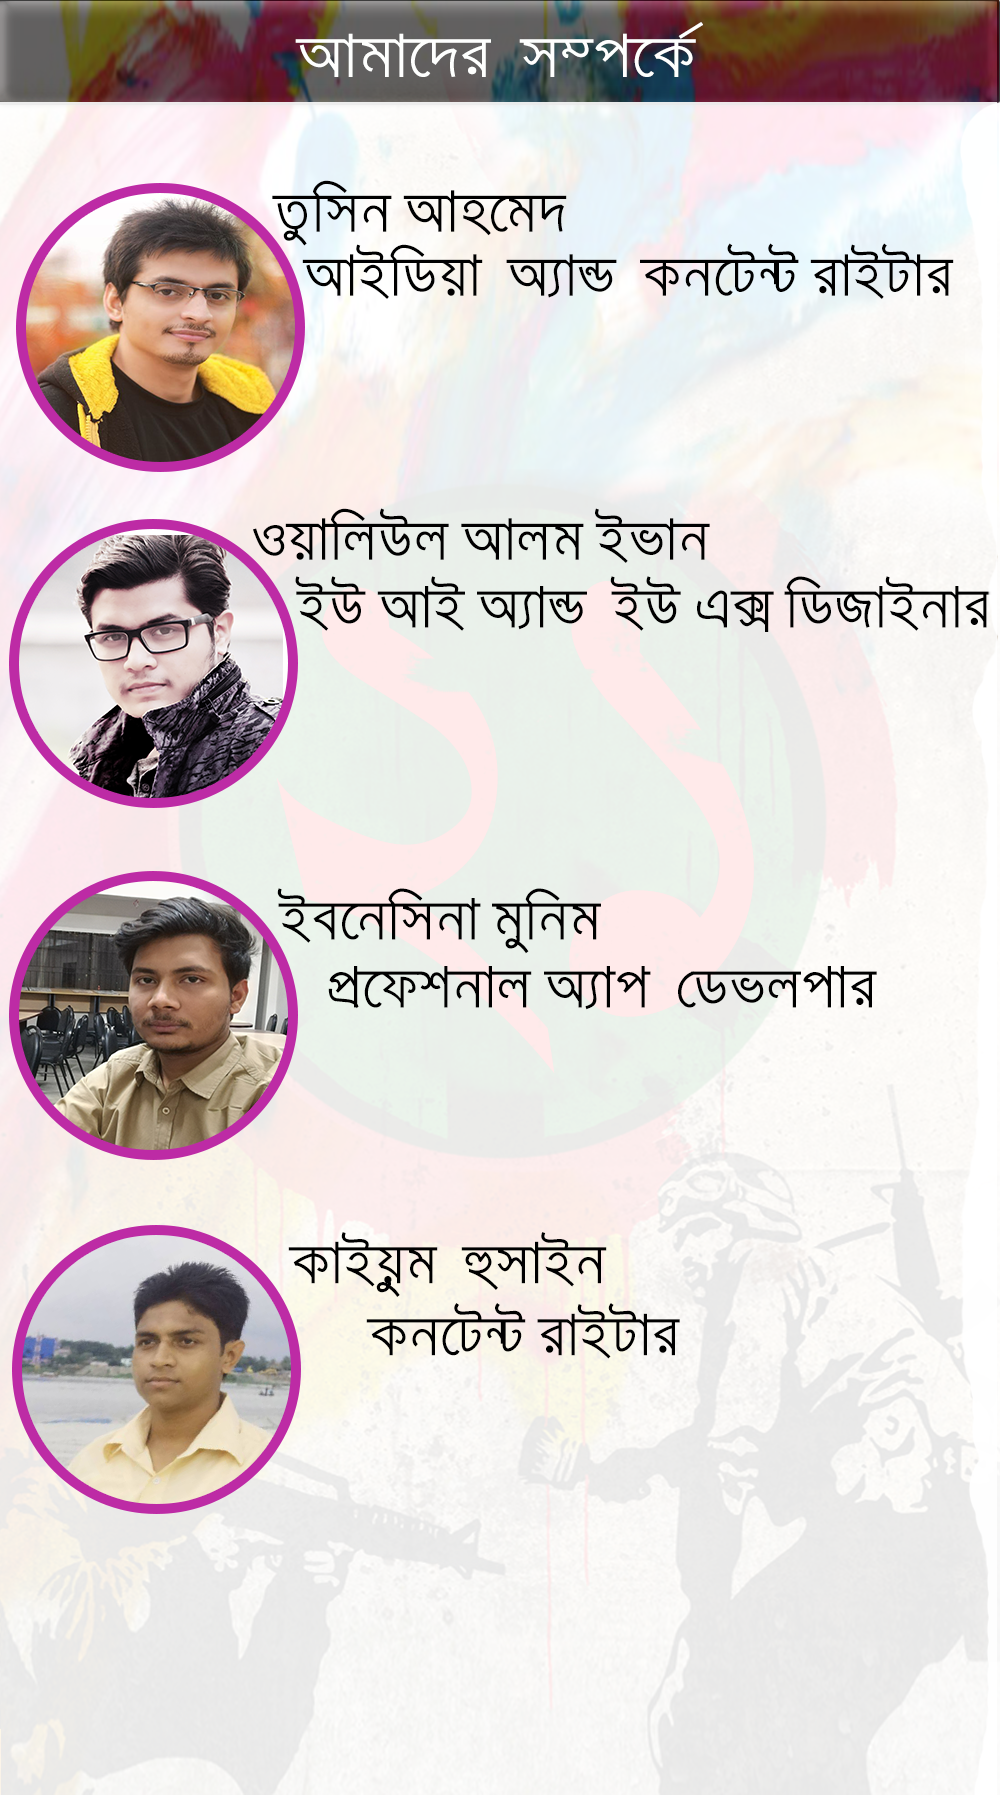 আমাদের সম্পর্কে
তুসিন আহমেদ
আইডিয়া অ্যান্ড কনটেন্ট রাইটার
ওয়ালিউল আলম ইভান
ইউ আই অ্যান্ড ইউ এক্স ডিজাইনার
ইবনেসিনা মুনিম
প্রফেশনাল অ্যাপ ডেভলপার
কাইয়ুম হুসাইন
কনটেন্ট রাইটার
২১